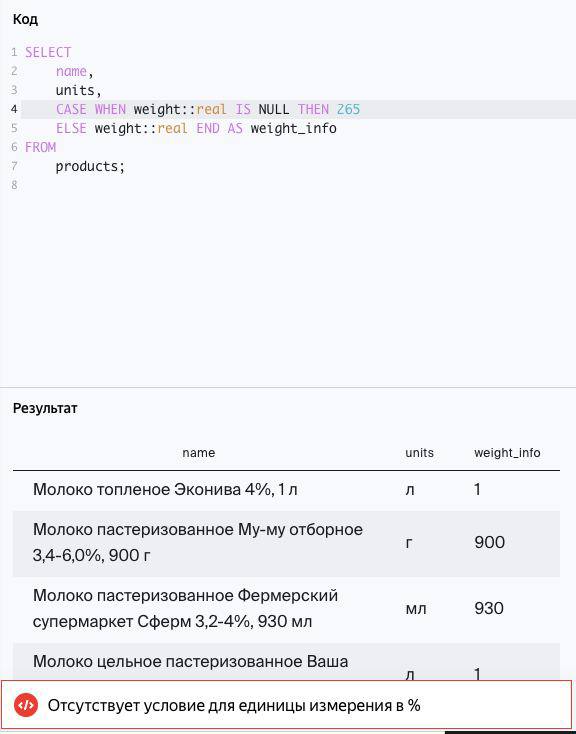 Код
1 SELECT
2 name,
3 units,
4 CASE WHEN weight::real IS NULL THEN 265
5 ELSE weight::real END AS weight_info
6 FROM
7 products;
8
Результат
name units weight_info
Молоко топленое Эконива 4%, 1 л л 1
Молоко пастеризованное Му-му отборное
3,4-6,0%, 900 г г 900
Молоко пастеризованное Фермерский
супермаркет Сферм 3,2-4%, 930 мл мл 930
Молоко цельное пастеризованное Ваша
л 1
Отсутствует условие для единицы измерения в %